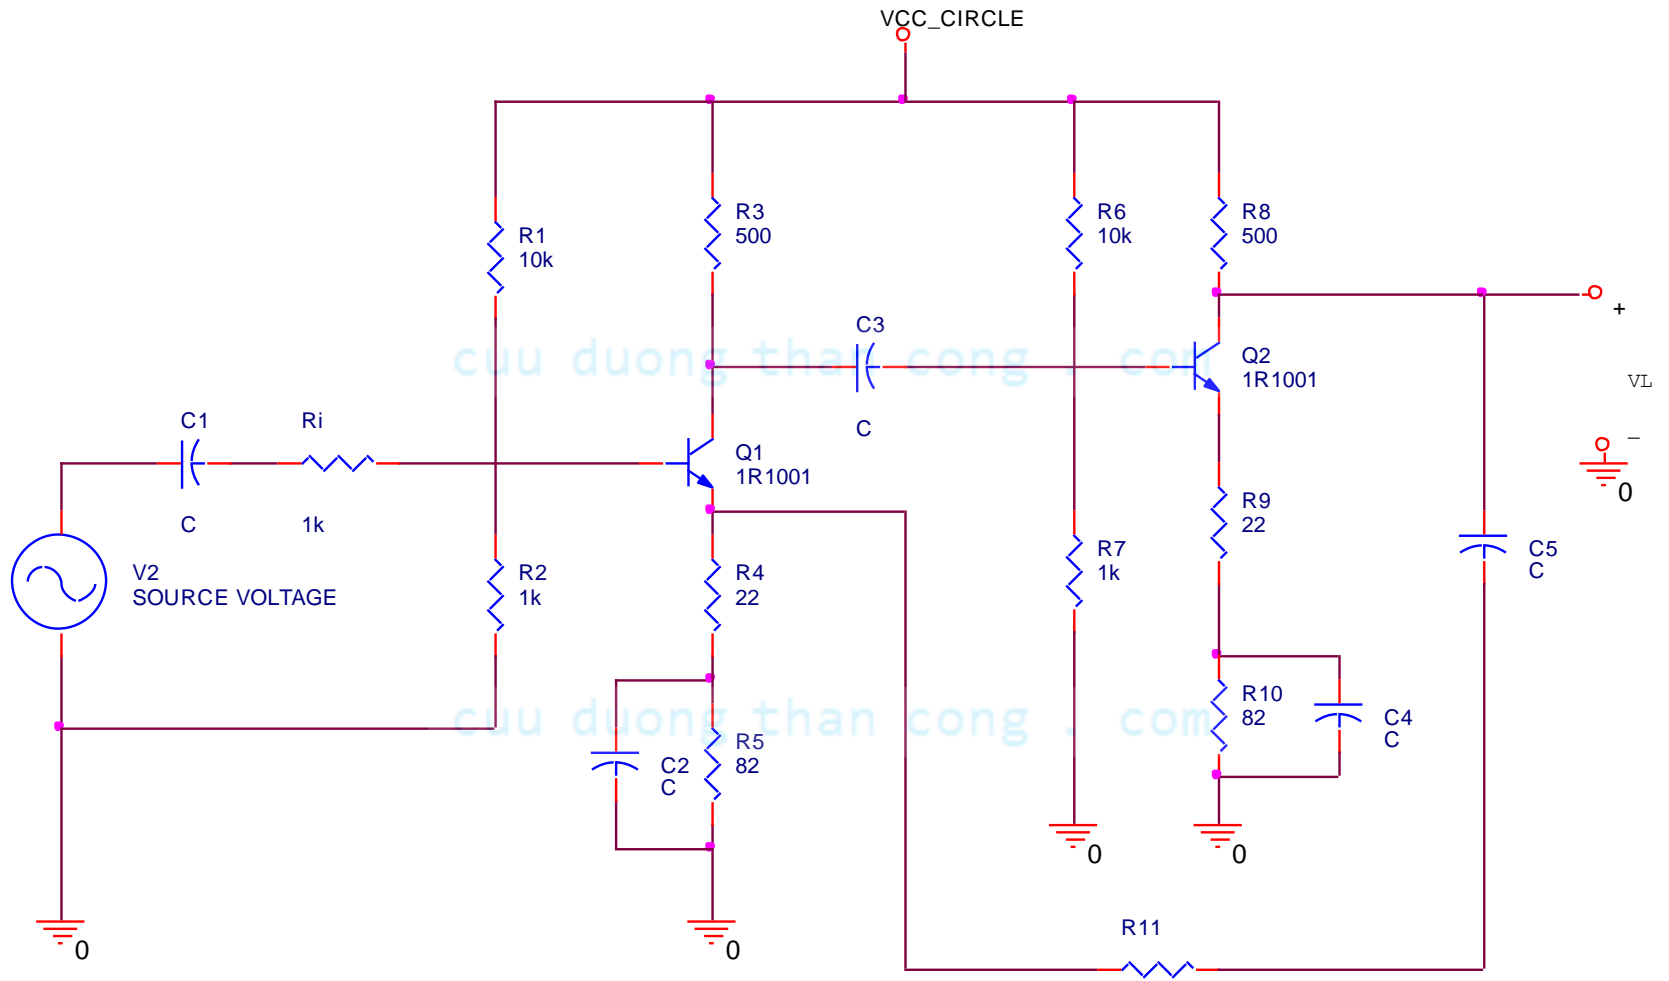 VCC_CIRCLE
R3
500
R6
10k
R8
500
R1
10k
+
C3
cuu duong than cong . com
Q2
1R1001
VL
C1
Ri
C
Q1
1R1001
_
C
1k
0
R9
22
V2
SOURCE VOLTAGE
R2
1k
R4
22
R7
1k
C5
C
cuu duong than cong . com
R10
82
C4
C
R5
82
C2
C
0
0
0
0
R11